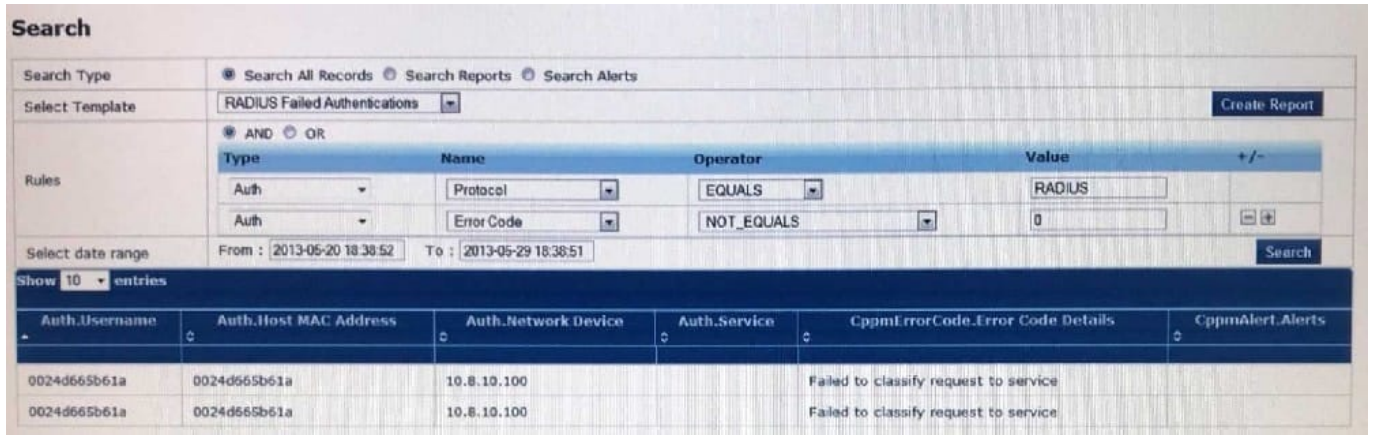 Search
Search Type Search All Records Search Reports Search Alerts
Select Template RADIUS Failed Authentications Create Report
AND OR
Type Name Operator Value +/-
Rules
Auth Protocol EQUALS RADIUS
Auth Error Code NOT_EQUALS 0 - +
Select date range From : 2013-05-20 18:38:52 To : 2013-05-29 18:38:51 Search
Show 10 entries
Auth.Username Auth.Host MAC Address Auth.Network Device Auth.Service CppmErrorCode.Error Code Details CppmAlert.Alerts
0024d665b61a 0024d665b61a 10.8.10.100 Failed to classify request to service
0024d665b61a 0024d665b61a 10.8.10.100 Failed to classify request to service